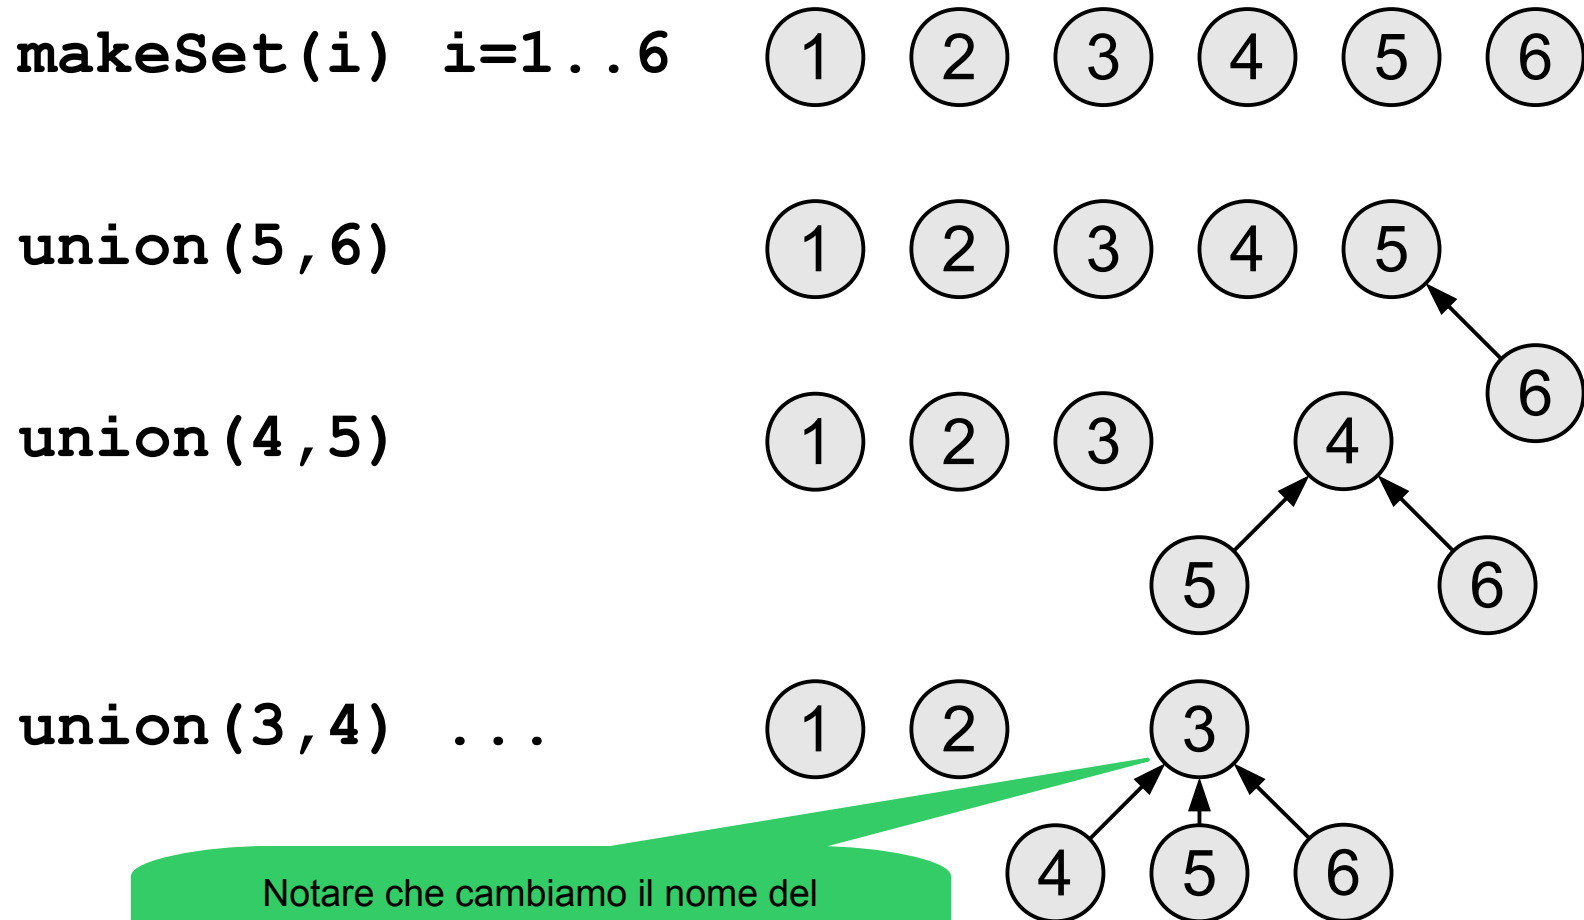 makeSet(i) i=1..6 1 2 3 4 5 6
union(5,6) 1 2 3 4 5
6
union(4,5) 1 2 3 4
5 6
union(3,4) ... 1 2 3
4 5 6
Notare che cambiamo il nome del